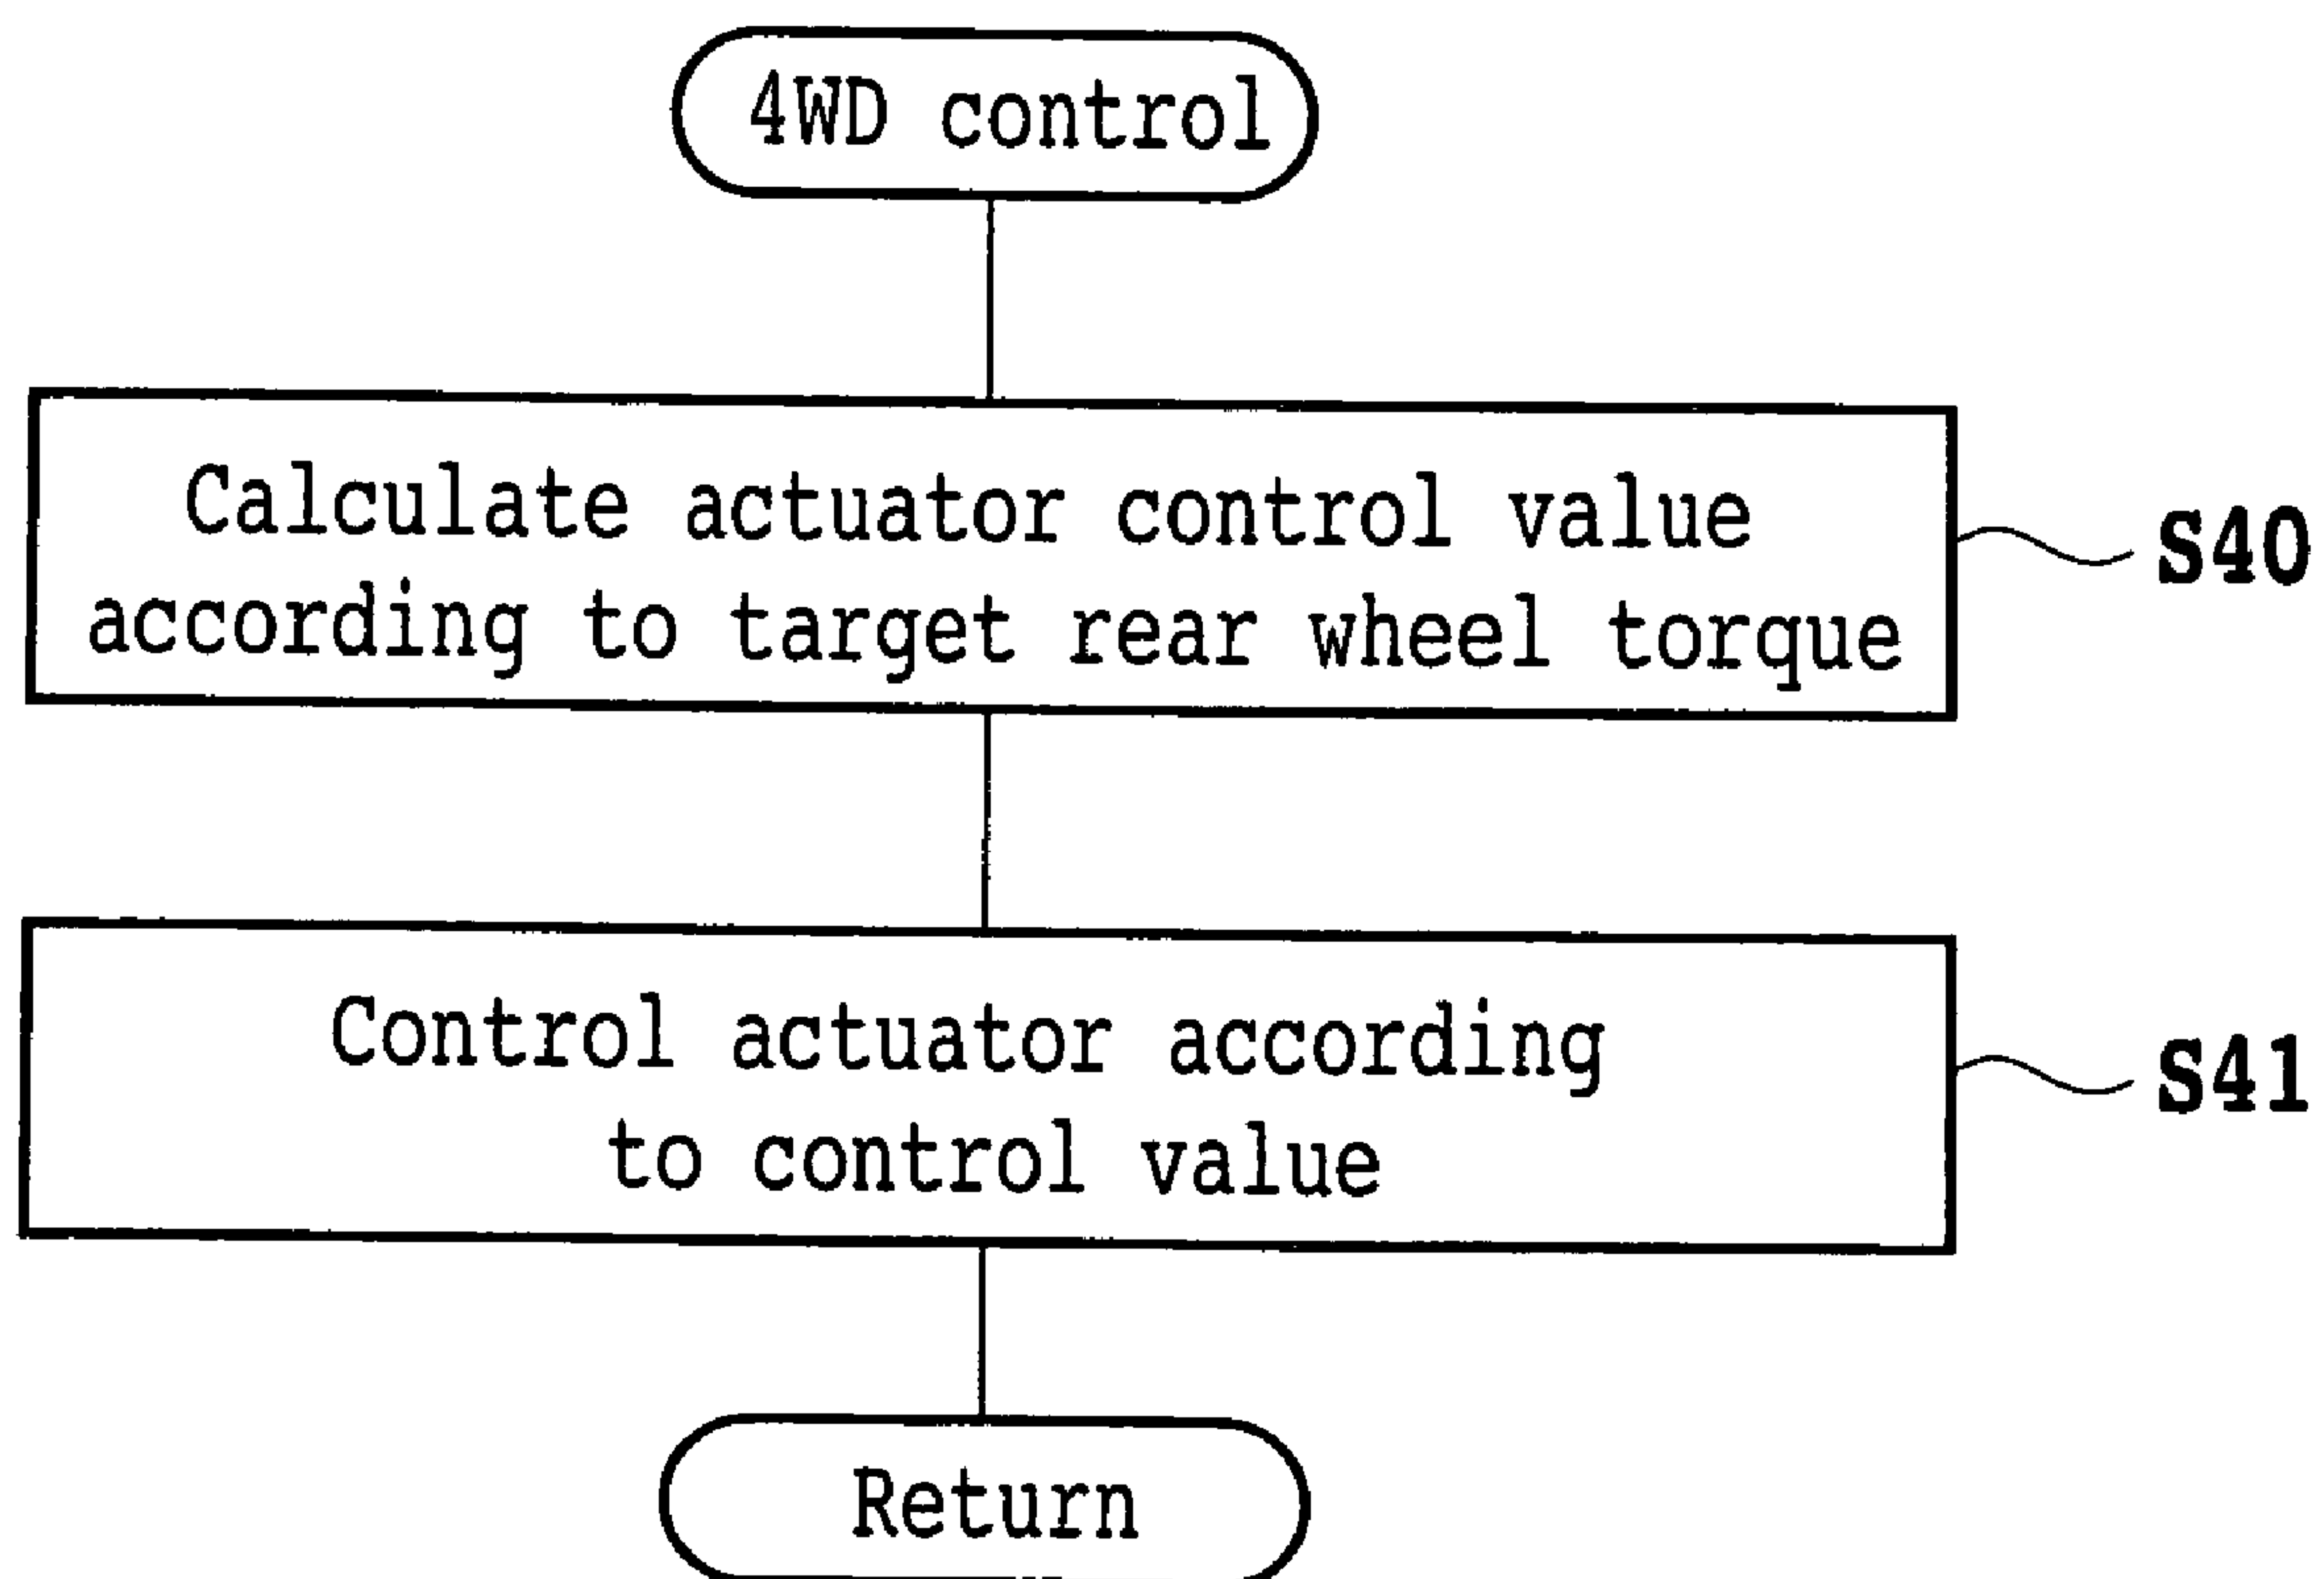 4WD control
Calculate actuator control value
according to target rear wheel torque
S40
Control actuator according
to control value
S41
Return